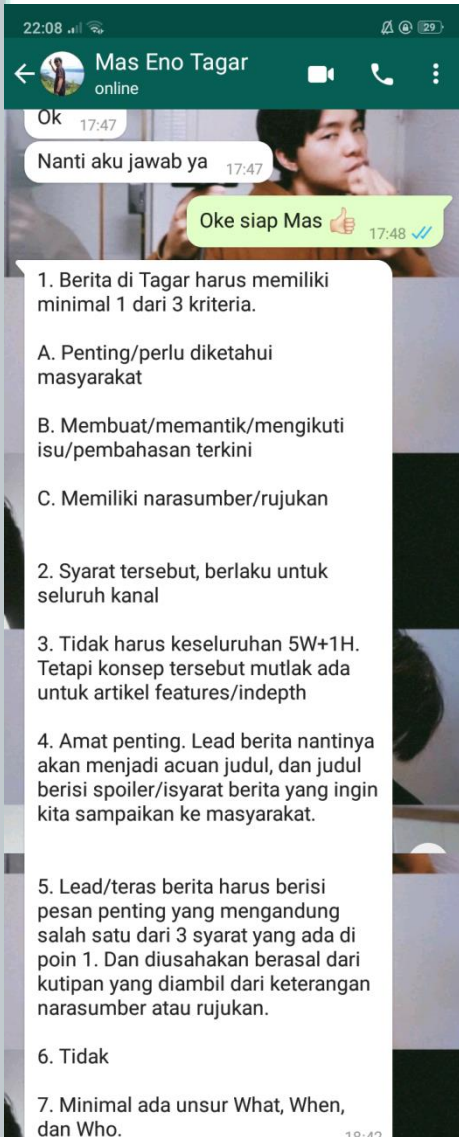 22:08
29
Mas Eno Tagar
online
Ok 17:47
Nanti aku jawab ya 17:47
Oke siap Mas 👍🏻 17:48
1. Berita di Tagar harus memiliki
minimal 1 dari 3 kriteria.
A. Penting/perlu diketahui
masyarakat
B. Membuat/memantik/mengikuti
isu/pembahasan terkini
C. Memiliki narasumber/rujukan
2. Syarat tersebut, berlaku untuk
seluruh kanal
3. Tidak harus keseluruhan 5W+1H.
Tetapi konsep tersebut mutlak ada
untuk artikel features/indepth
4. Amat penting. Lead berita nantinya
akan menjadi acuan judul, dan judul
berisi spoiler/isyarat berita yang ingin
kita sampaikan ke masyarakat.
5. Lead/teras berita harus berisi
pesan penting yang mengandung
salah satu dari 3 syarat yang ada di
poin 1. Dan diusahakan berasal dari
kutipan yang diambil dari keterangan
narasumber atau rujukan.
6. Tidak
7. Minimal ada unsur What, When,
dan Who.